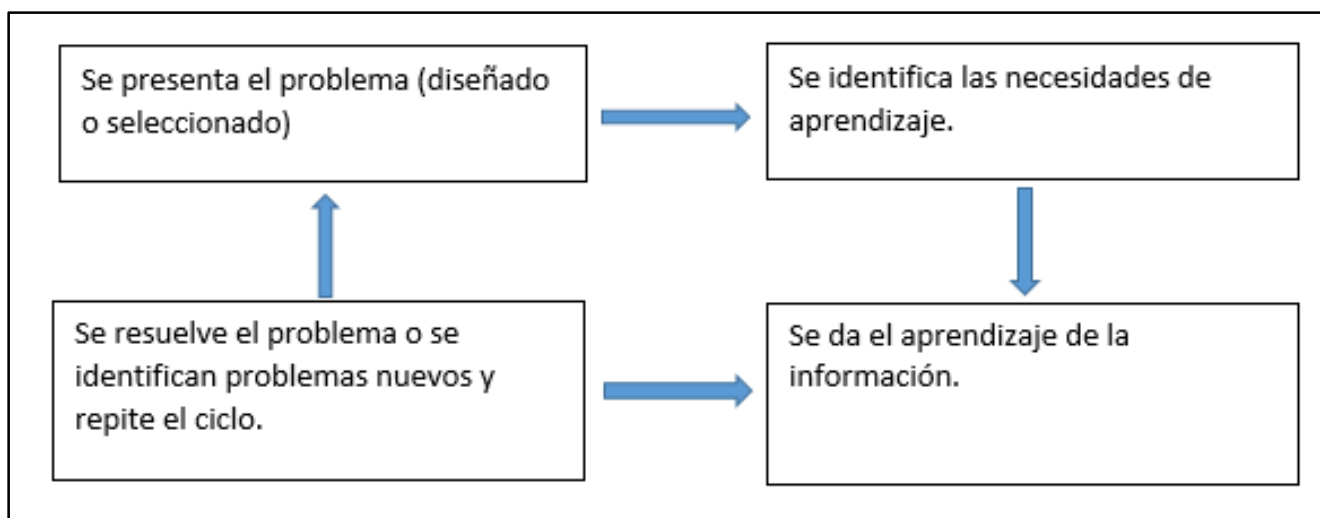 Se presenta el problema (diseñado
o seleccionado)
Se identifica las necesidades de
aprendizaje.
Se resuelve el problema o se
identifican problemas nuevos y
repite el ciclo.
Se da el aprendizaje de la
información.